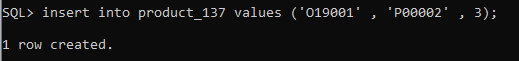 SQL> insert into product_137 values ('O19001' , 'P00002' , 3);
1 row created.